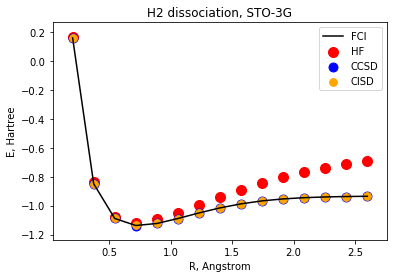 H2 dissociation, STO-3G
FCI
HF
CCSD
CISD
E, Hartree
0.2
0.0
−0.2
−0.4
−0.6
−0.8
−1.0
−1.2
0.5
1.0
1.5
2.0
2.5
R, Angstrom